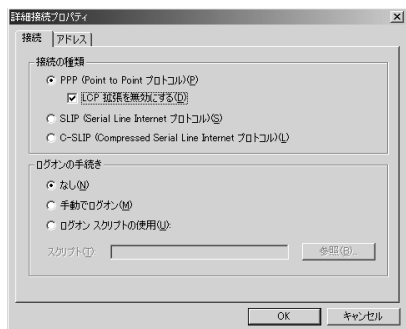 詳細接続プロパティ
接続 アドレス
接続の種類
PPP (Point to Point プロトコル)(P)
LCP 拡張を無効にする(D)
SLIP (Serial Line Internet プロトコル)(S)
C-SLIP (Compressed Serial Line Internet プロトコル)(L)
ログオンの手続き
なし(N)
手動でログオン(M)
ログオン スクリプトの使用(U):
スクリプト(T): 参照(B)...
OK キャンセル